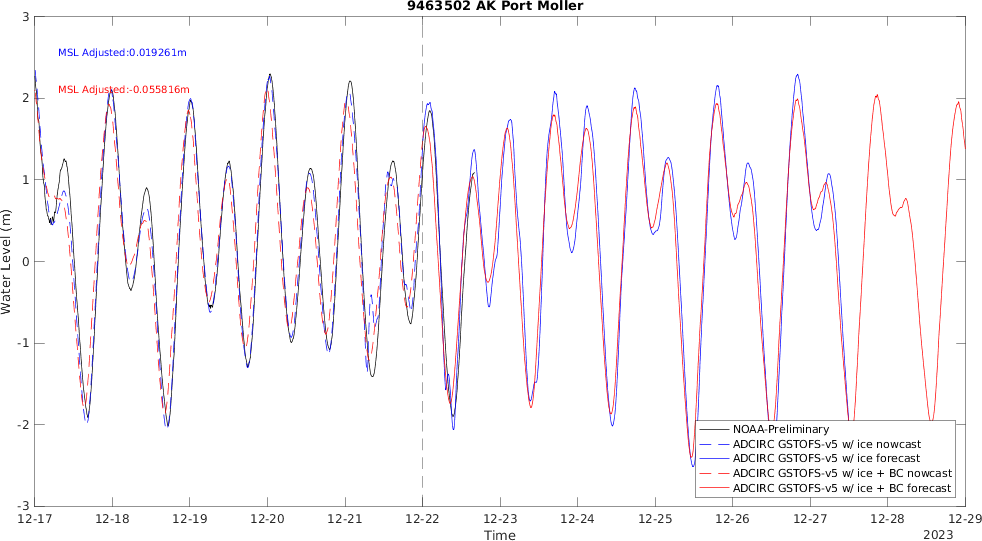 9463502 AK Port Moller
MSL Adjusted:0.019261m
MSL Adjusted:-0.055816m
Water Level (m)
3
2
1
0
-1
-2
-3
NOAA-Preliminary
ADCIRC GSTOFS-v5 w/ ice nowcast
ADCIRC GSTOFS-v5 w/ ice forecast
ADCIRC GSTOFS-v5 w/ ice + BC nowcast
ADCIRC GSTOFS-v5 w/ ice + BC forecast
12-17 12-18 12-19 12-20 12-21 12-22 12-23 12-24 12-25 12-26 12-27 12-28 12-29
Time
2023